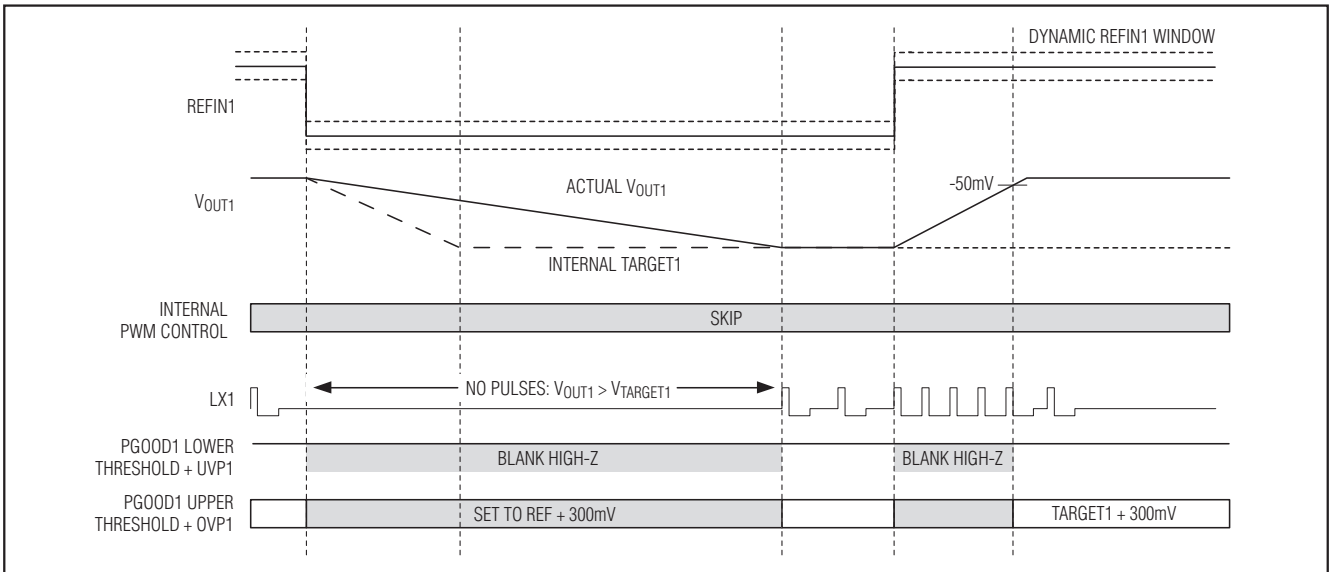 DYNAMIC REFIN1 WINDOW
REFIN1
VOUT1
ACTUAL VOUT1
-50mV
INTERNAL TARGET1
INTERNAL
PWM CONTROL
SKIP
LX1
NO PULSES: VOUT1 > VTARGET1
PGOOD1 LOWER
THRESHOLD + UVP1
BLANK HIGH-Z
BLANK HIGH-Z
PGOOD1 UPPER
THRESHOLD + OVP1
SET TO REF + 300mV
TARGET1 + 300mV